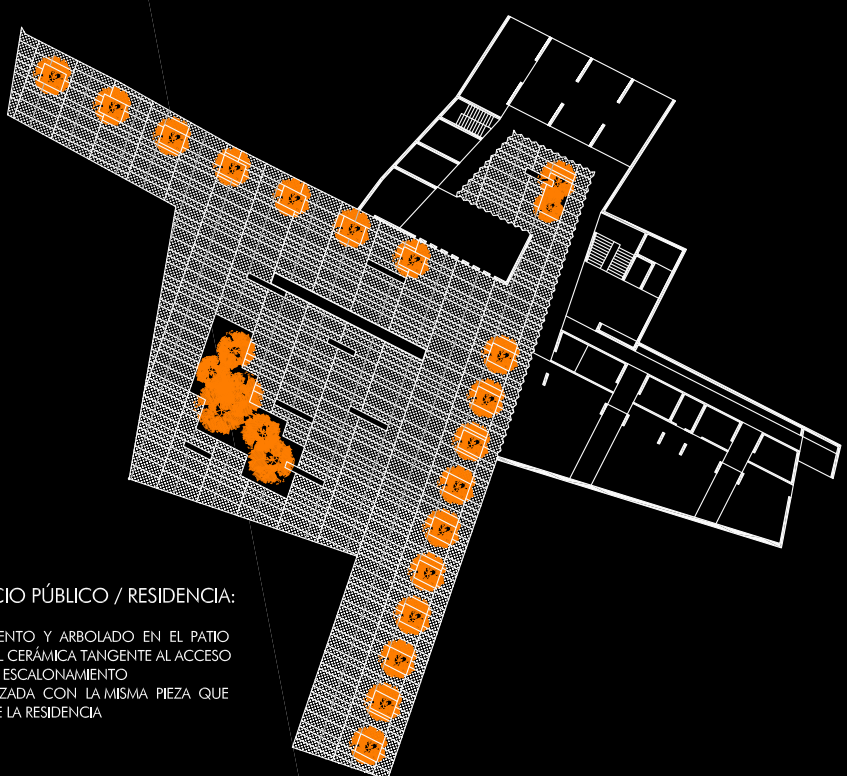 CIO PÚBLICO / RESIDENCIA:
ENTO Y ARBOLADO EN EL PATIO
L CERÁMICA TANGENTE AL ACCESO
ESCALONAMIENTO
ZADA CON LA MISMA PIEZA QUE
E LA RESIDENCIA